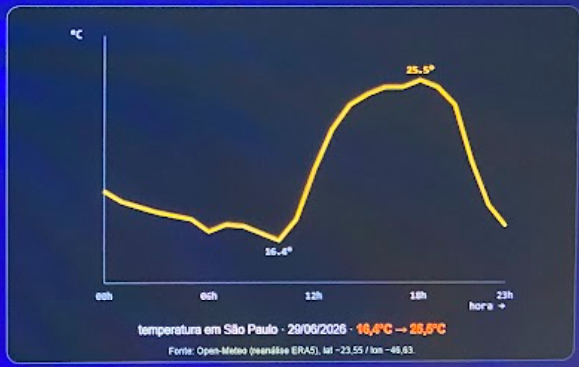 °C
25.5°
16.4°
00h 06h 12h 18h 23h
hora →
temperatura em São Paulo · 29/06/2026 · 16,4°C → 25,5°C
Fonte: Open-Meteo (reanálise ERA5), lat −23,55 / lon −46,63.